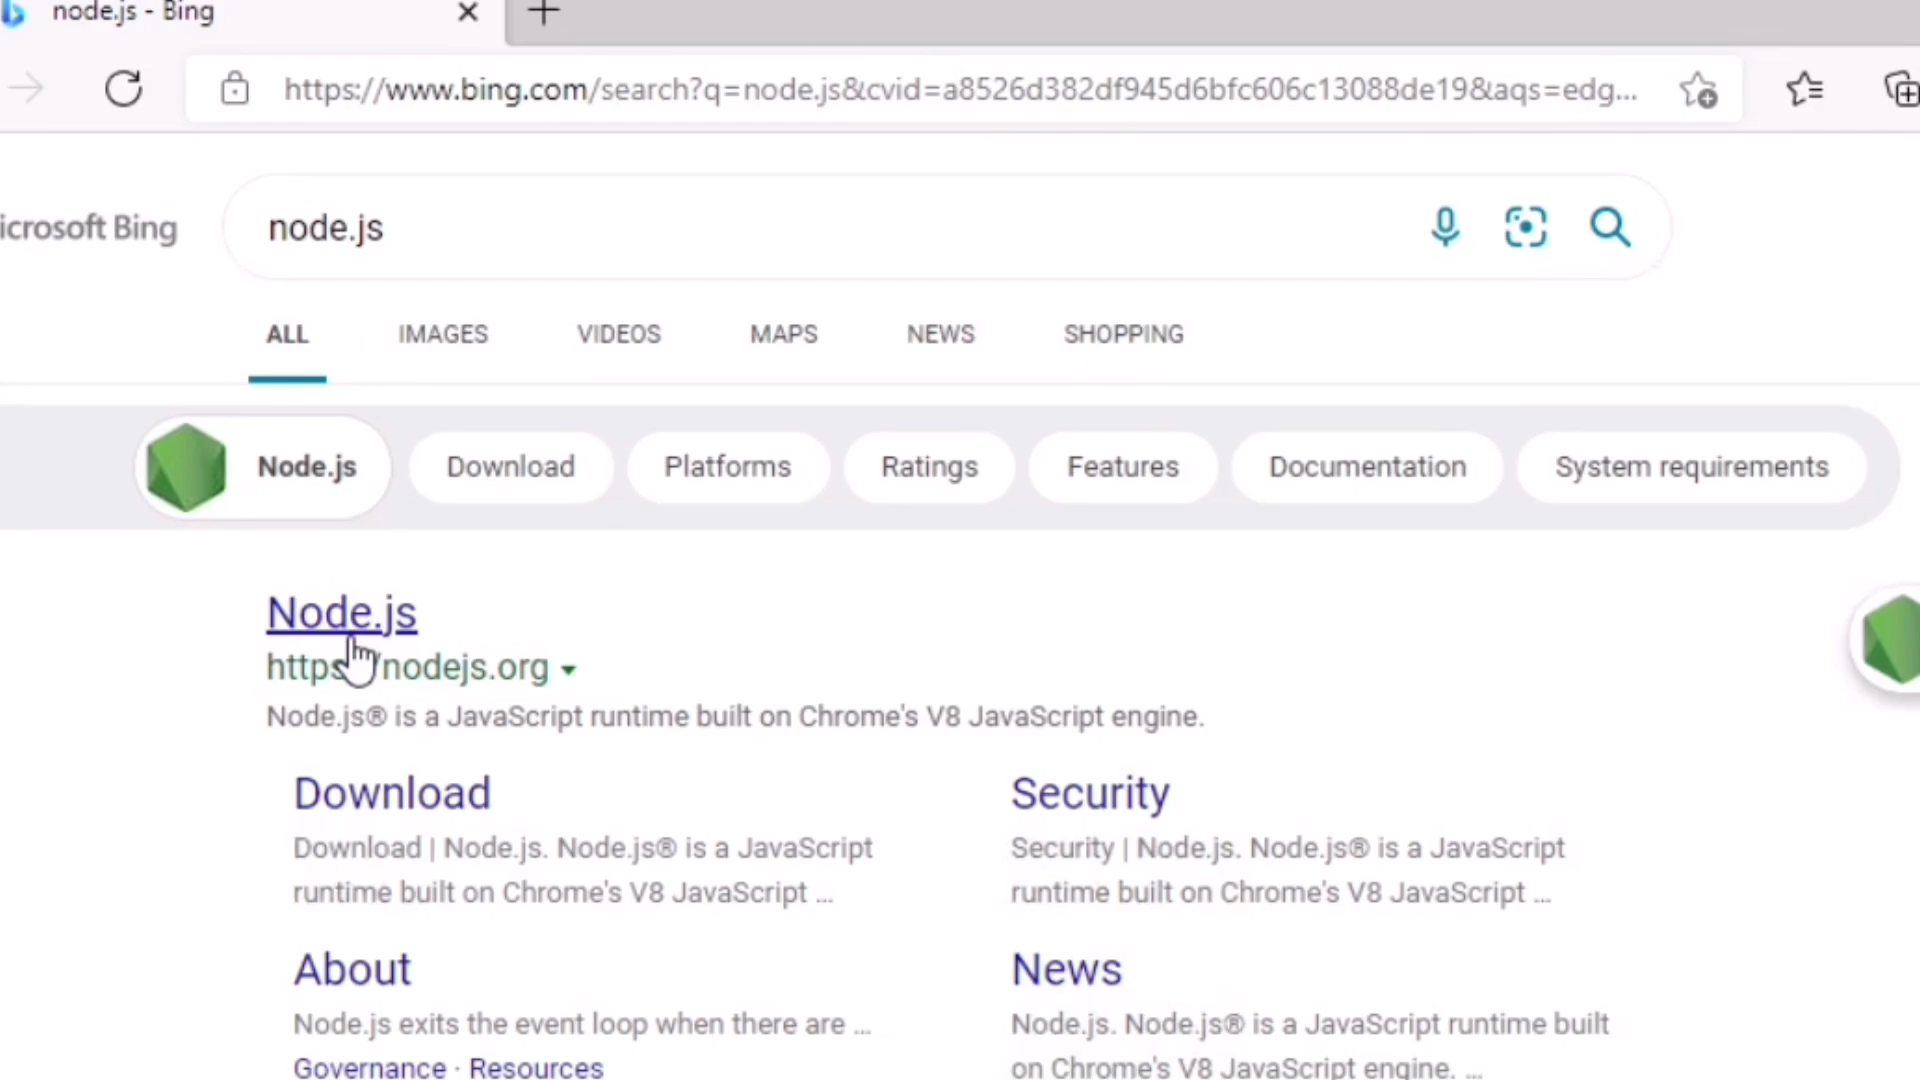 node.js - Bing
https://www.bing.com/search?q=node.js&cvid=a8526d382df945d6bfc606c13088de19&aqs=edg...
icrosoft Bing
node.js
ALL IMAGES VIDEOS MAPS NEWS SHOPPING
Node.js Download Platforms Ratings Features Documentation System requirements
Node.js
https://nodejs.org
Node.js® is a JavaScript runtime built on Chrome's V8 JavaScript engine.
Download
Download | Node.js. Node.js® is a JavaScript
runtime built on Chrome's V8 JavaScript ...
Security
Security | Node.js. Node.js® is a JavaScript
runtime built on Chrome's V8 JavaScript ...
About
Node.js exits the event loop when there are ...
Governance · Resources
News
Node.js. Node.js® is a JavaScript runtime built
on Chrome's V8 JavaScript engine. ...